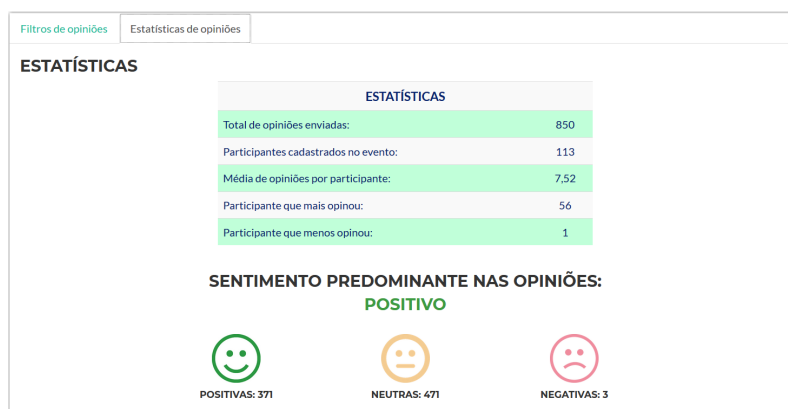 Filtros de opiniões Estatísticas de opiniões
ESTATÍSTICAS
ESTATÍSTICAS
Total de opiniões enviadas: 850
Participantes cadastrados no evento: 113
Média de opiniões por participante: 7,52
Participante que mais opinou: 56
Participante que menos opinou: 1
SENTIMENTO PREDOMINANTE NAS OPINIÕES:
POSITIVO
POSITIVAS: 371 NEUTRAS: 471 NEGATIVAS: 3